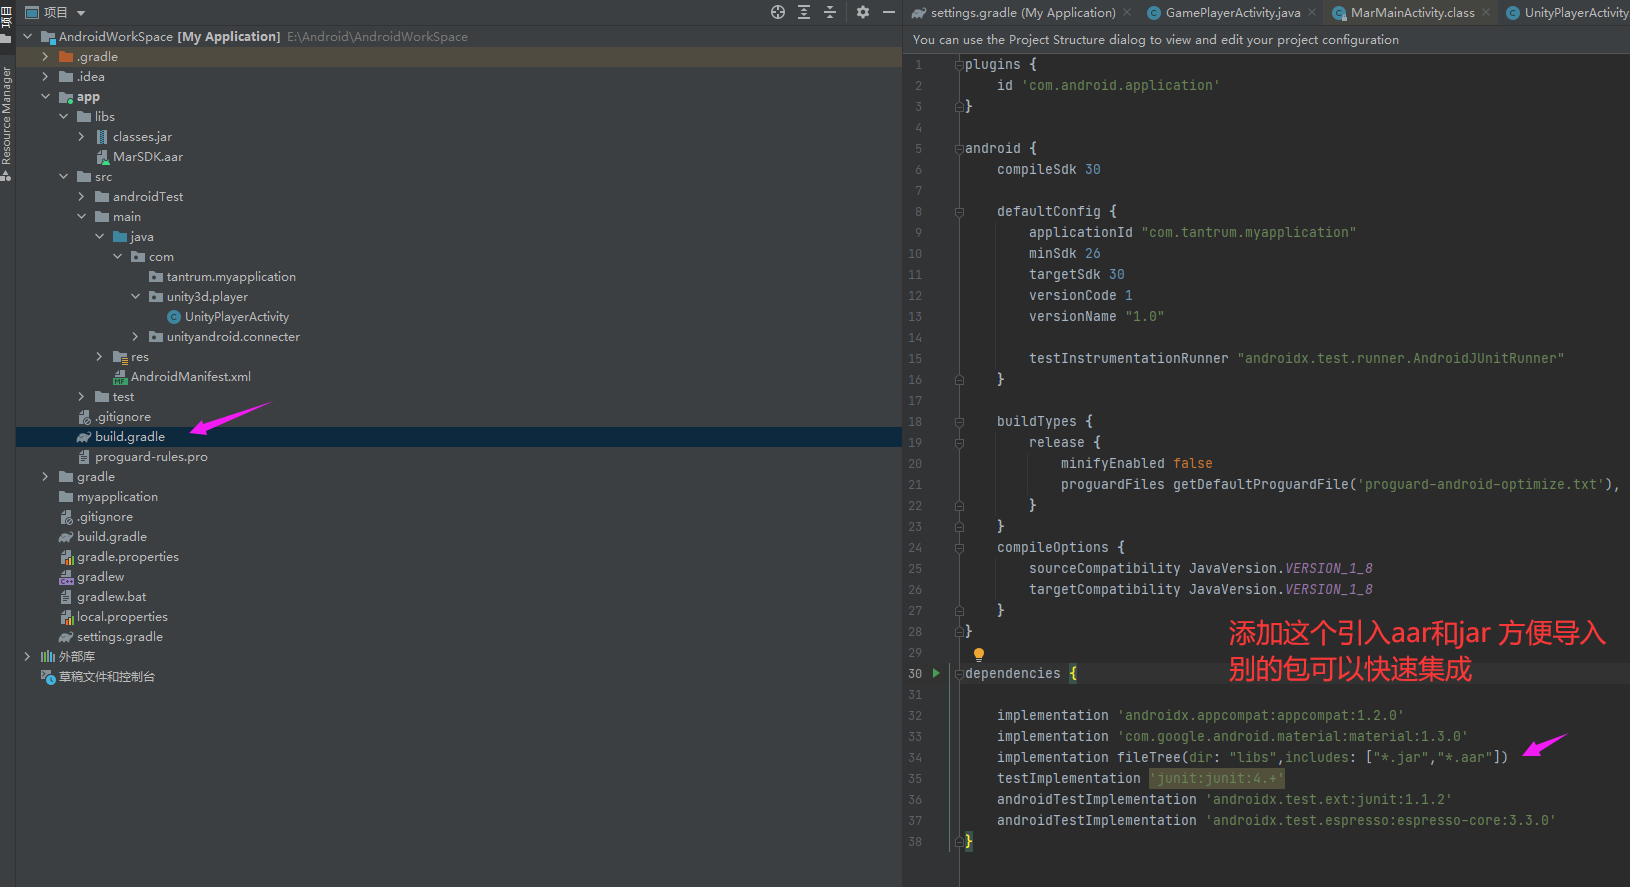 项目
AndroidWorkSpace [My Application] E:\Android\AndroidWorkSpace
.gradle
.idea
app
libs
classes.jar
MarSDK.aar
src
androidTest
main
java
com
tantrum.myapplication
unity3d.player
UnityPlayerActivity
unityandroid.connecter
res
AndroidManifest.xml
test
.gitignore
build.gradle
proguard-rules.pro
gradle
myapplication
.gitignore
build.gradle
gradle.properties
gradlew
gradlew.bat
local.properties
settings.gradle
外部库
草稿文件和控制台
项目
Resource Manager
settings.gradle (My Application)
GamePlayerActivity.java
MarMainActivity.class
UnityPlayerActivity
You can use the Project Structure dialog to view and edit your project configuration
1 plugins {
2 id 'com.android.application'
3 }
4
5 android {
6 compileSdk 30
7
8 defaultConfig {
9 applicationId "com.tantrum.myapplication"
10 minSdk 26
11 targetSdk 30
12 versionCode 1
13 versionName "1.0"
14
15 testInstrumentationRunner "androidx.test.runner.AndroidJUnitRunner"
16 }
17
18 buildTypes {
19 release {
20 minifyEnabled false
21 proguardFiles getDefaultProguardFile('proguard-android-optimize.txt'),
22 }
23 }
24 compileOptions {
25 sourceCompatibility JavaVersion.VERSION_1_8
26 targetCompatibility JavaVersion.VERSION_1_8
27 }
28 }
29
30 dependencies {
31
32 implementation 'androidx.appcompat:appcompat:1.2.0'
33 implementation 'com.google.android.material:material:1.3.0'
34 implementation fileTree(dir: "libs",includes: ["*.jar","*.aar"])
35 testImplementation 'junit:junit:4.+'
36 androidTestImplementation 'androidx.test.ext:junit:1.1.2'
37 androidTestImplementation 'androidx.test.espresso:espresso-core:3.3.0'
38 }
添加这个引入aar和jar 方便导入
别的包可以快速集成